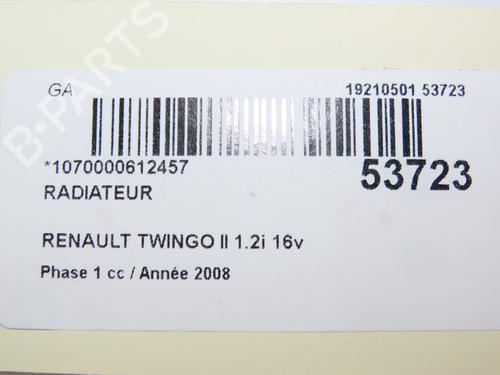 GA 19210501 53723
*1070000612457 53723
RADIATEUR
RENAULT TWINGO II 1.2i 16v
Phase 1 cc / Année 2008
B-PARTS